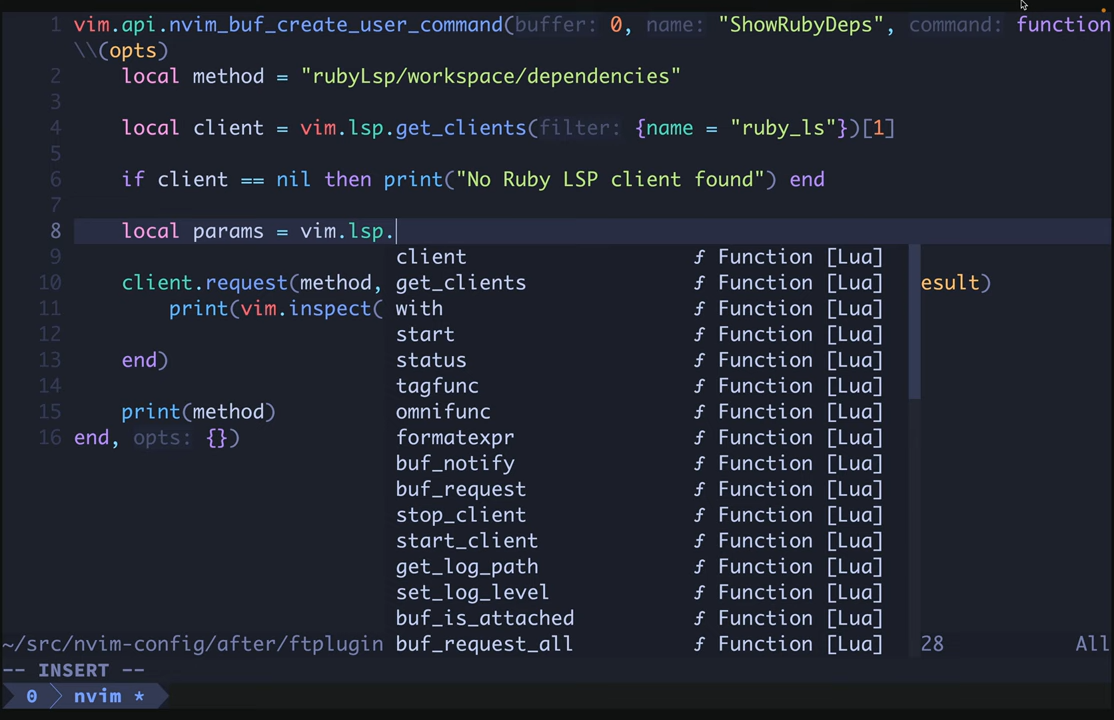 1 vim.api.nvim_buf_create_user_command(buffer: 0, name: "ShowRubyDeps", command: function
\\(opts)
2 local method = "rubyLsp/workspace/dependencies"
3
4 local client = vim.lsp.get_clients(filter: {name = "ruby_ls"})[1]
5
6 if client == nil then print("No Ruby LSP client found") end
7
8 local params = vim.lsp.
9 client ƒ Function [Lua]
10 client.request(method, get_clients ƒ Function [Lua] esult)
11 print(vim.inspect( with ƒ Function [Lua]
12 start ƒ Function [Lua]
13 end) status ƒ Function [Lua]
14 tagfunc ƒ Function [Lua]
15 print(method) omnifunc ƒ Function [Lua]
16 end, opts: {}) formatexpr ƒ Function [Lua]
buf_notify ƒ Function [Lua]
buf_request ƒ Function [Lua]
stop_client ƒ Function [Lua]
start_client ƒ Function [Lua]
get_log_path ƒ Function [Lua]
set_log_level ƒ Function [Lua]
buf_is_attached ƒ Function [Lua]
~/src/nvim-config/after/ftplugin buf_request_all ƒ Function [Lua] 28 All
-- INSERT --
0 nvim *